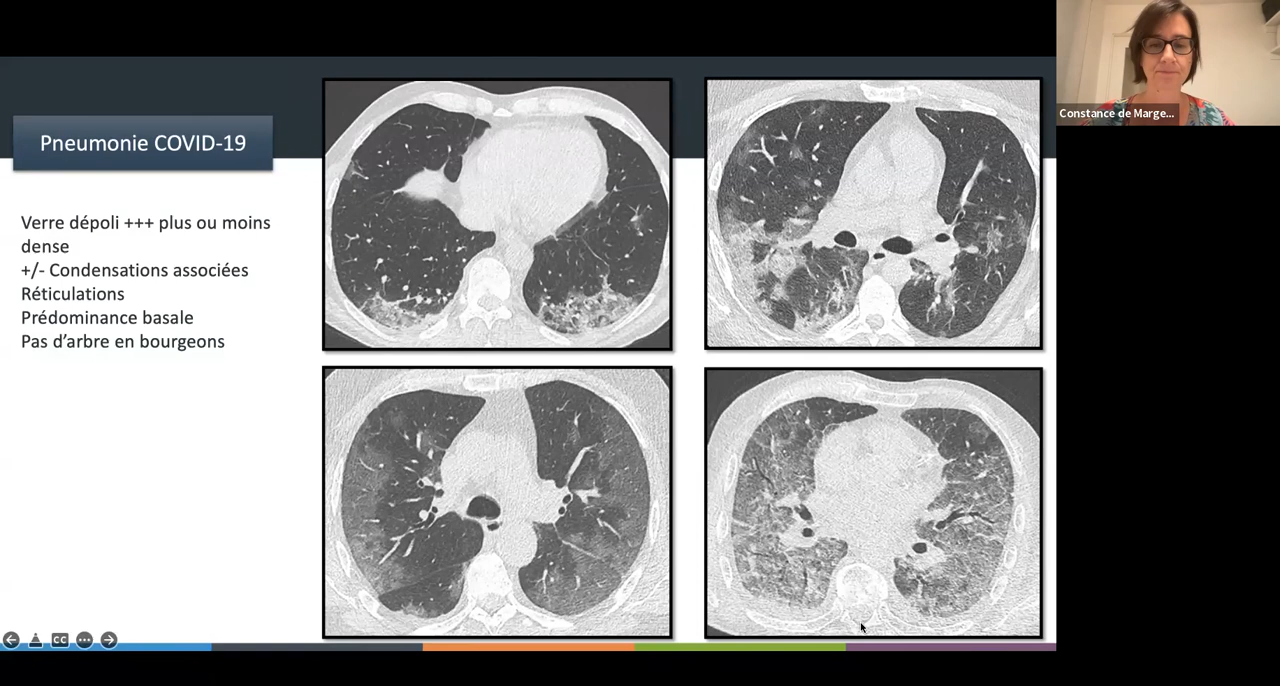 Pneumonie COVID-19
Verre dépoli +++ plus ou moins
dense
+/- Condensations associées
Réticulations
Prédominance basale
Pas d’arbre en bourgeons
Constance de Marge...
CC